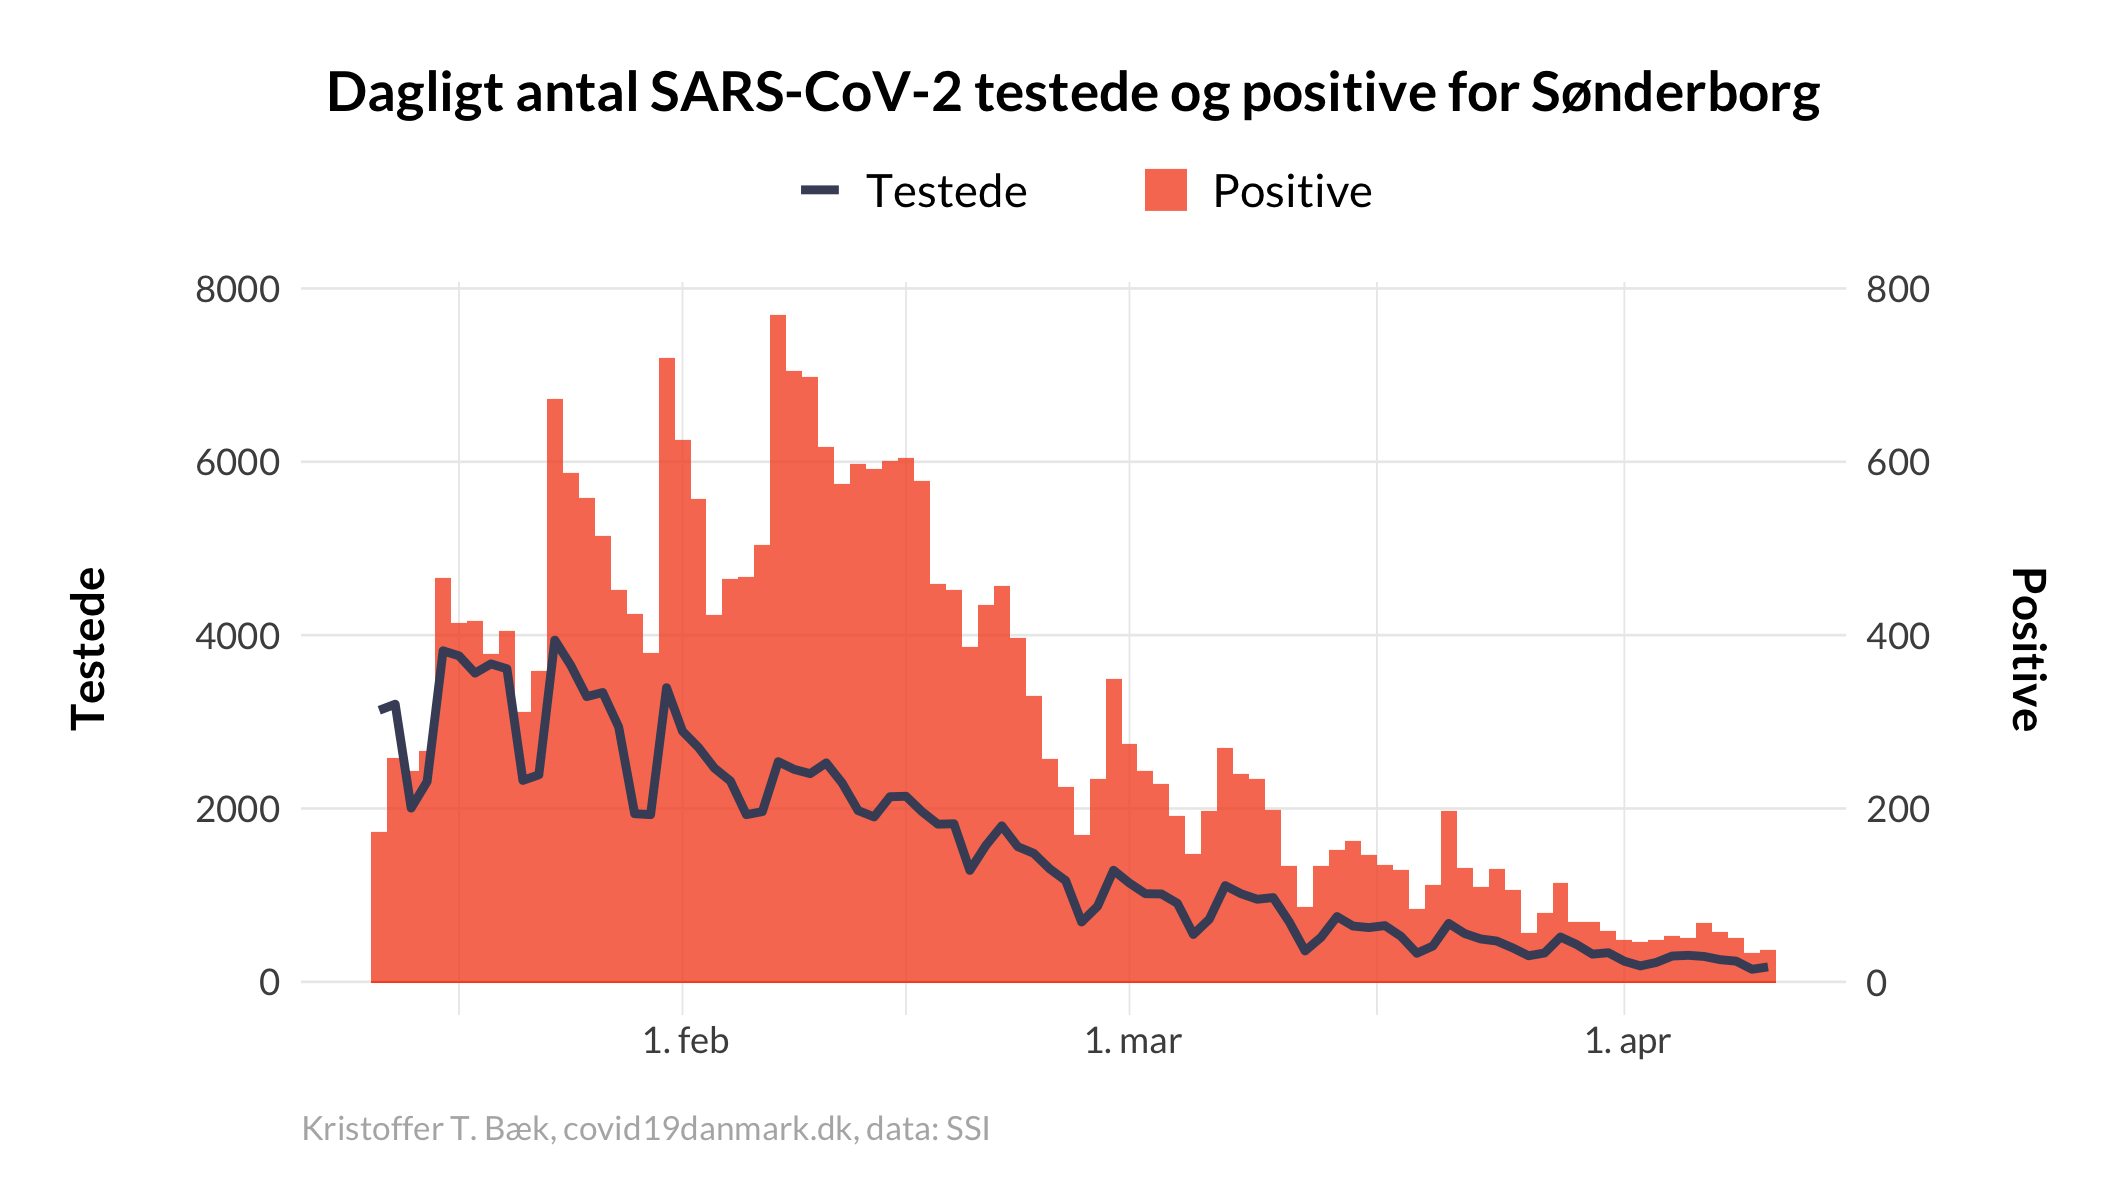 Dagligt antal SARS-CoV-2 testede og positive for Sønderborg
Testede
Positive
8000
6000
4000
2000
0
Testede
800
600
400
200
0
Positive
1. feb
1. mar
1. apr
Kristoffer T. Bæk, covid19danmark.dk, data: SSI